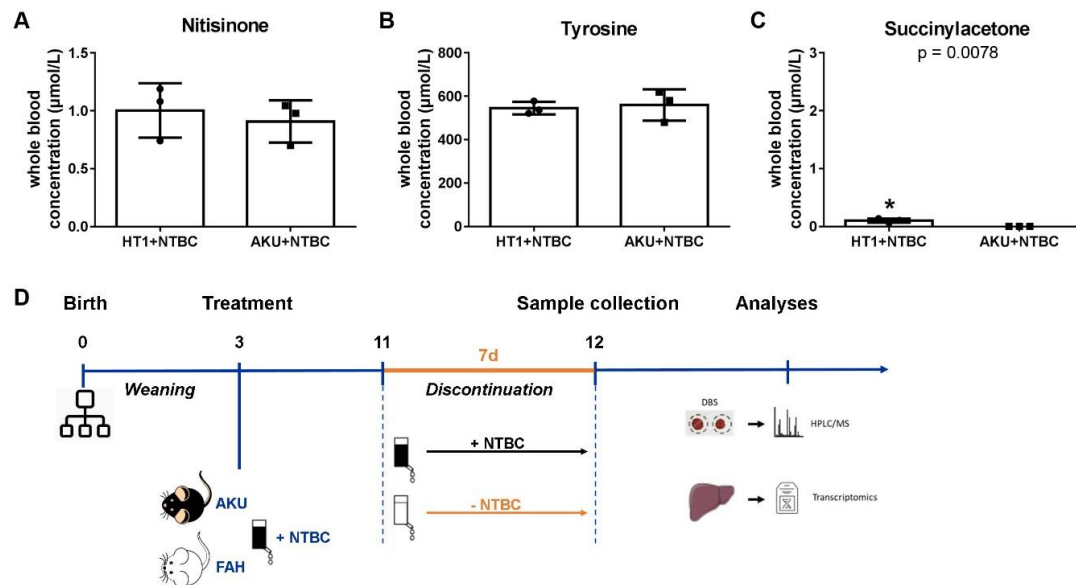 A
Nitisinone
whole blood
concentration (µmol/L)
1.5
1.0
0.5
0.0
HT1+NTBC
AKU+NTBC
B
Tyrosine
whole blood
concentration (µmol/L)
800
600
400
200
0
HT1+NTBC
AKU+NTBC
C
Succinylacetone
p = 0.0078
whole blood
concentration (µmol/L)
3
2
1
0
*
HT1+NTBC
AKU+NTBC
D
Birth
Treatment
Sample collection
Analyses
0
3
11
7d
12
Weaning
Discontinuation
DBS
HPLC/MS
+ NTBC
- NTBC
Transcriptomics
AKU
+ NTBC
FAH